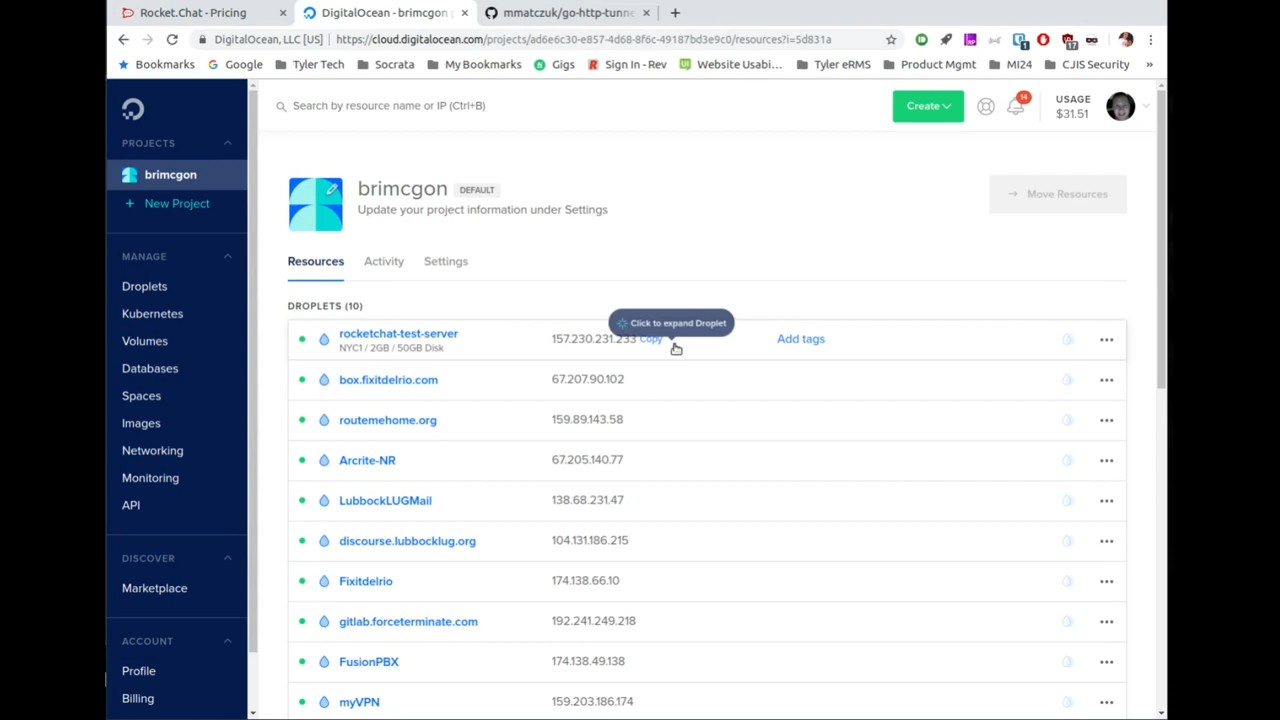 Rocket.Chat - Pricing
DigitalOcean - brimcgon p
mmatczuk/go-http-tunne
DigitalOcean, LLC [US]
https://cloud.digitalocean.com/projects/ad6e6c30-e857-4d68-8f6c-49187bd3e9c0/resources?i=5d831a
1
17
Bookmarks
Google
Tyler Tech
Socrata
My Bookmarks
Gigs
Sign In - Rev
Website Usabi...
Tyler eRMS
Product Mgmt
MI24
CJIS Security
»
PROJECTS
brimcgon
+ New Project
MANAGE
Droplets
Kubernetes
Volumes
Databases
Spaces
Images
Networking
Monitoring
API
DISCOVER
Marketplace
ACCOUNT
Profile
Billing
Search by resource name or IP (Ctrl+B)
Create
14
USAGE
$31.51
brimcgon DEFAULT
Update your project information under Settings
Move Resources
Resources
Activity
Settings
DROPLETS (10)
Click to expand Droplet
rocketchat-test-server
NYC1 / 2GB / 50GB Disk
157.230.231.233 Copy
Add tags
box.fixitdelrio.com 67.207.90.102
routemehome.org 159.89.143.58
Arcrite-NR 67.205.140.77
LubbockLUGMail 138.68.231.47
discourse.lubbocklug.org 104.131.186.215
Fixitdelrio 174.138.66.10
gitlab.forceterminate.com 192.241.249.218
FusionPBX 174.138.49.138
myVPN 159.203.186.174